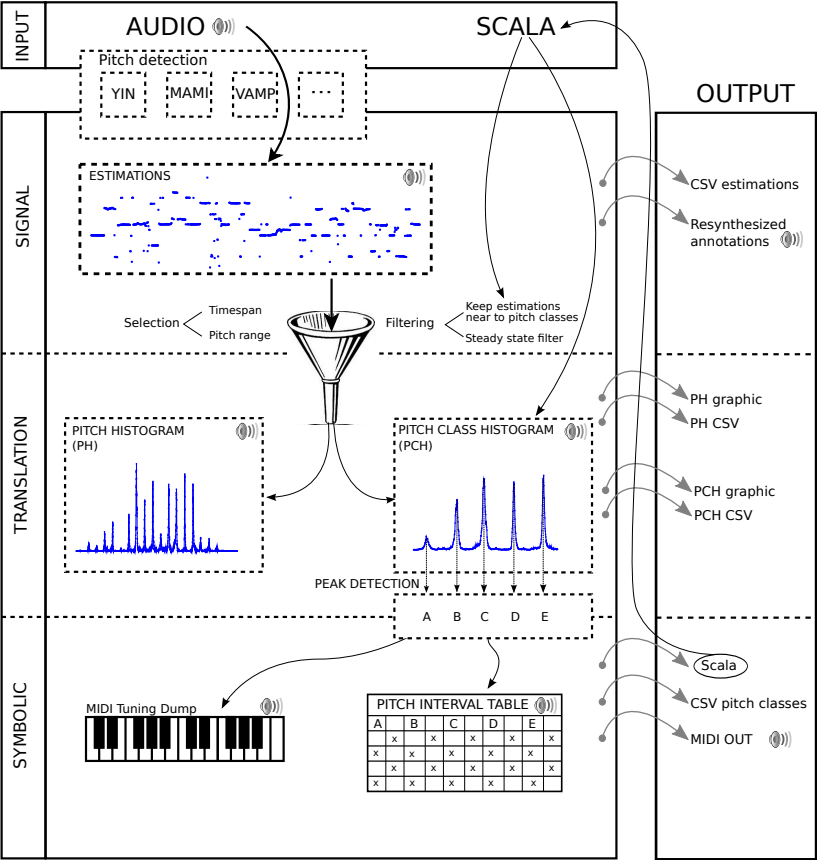 INPUT
AUDIO
SCALA
Pitch detection
YIN
MAMI
VAMP
...
OUTPUT
SIGNAL
ESTIMATIONS
CSV estimations
Resynthesized
annotations
Selection
Timespan
Pitch range
Filtering
Keep estimations
near to pitch classes
Steady state filter
TRANSLATION
PITCH HISTOGRAM
(PH)
PITCH CLASS HISTOGRAM
(PCH)
PH graphic
PH CSV
PCH graphic
PCH CSV
PEAK DETECTION
A B C D E
SYMBOLIC
MIDI Tuning Dump
PITCH INTERVAL TABLE
A B C D E
x x x x x
x x x x x
x x x x x
x x x x x
Scala
CSV pitch classes
MIDI OUT